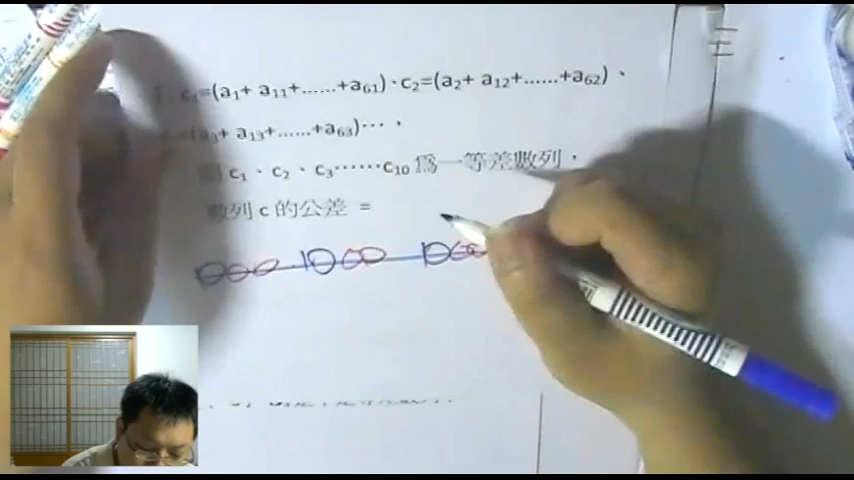 c₁=(a₁+ a₁₁+......+a₆₁)、c₂=(a₂+ a₁₂+......+a₆₂)、
(a₃+ a₁₃+......+a₆₃)…，
c₁、c₂、c₃……c₁₀ 為一等差數列，
數列 c 的公差 =